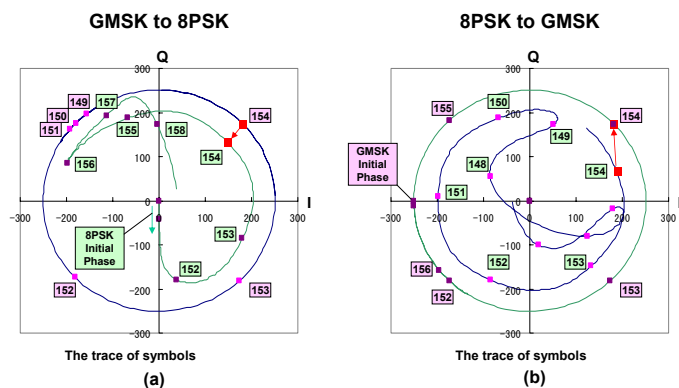 GMSK to 8PSK
8PSK to GMSK
Q
300
200
100
0
−100
−200
−300
−300 −200 −100 0 100 200 300
I
149
150
151
157
155
156
158
154
154
8PSK
Initial
Phase
153
152
152
153
The trace of symbols
(a)
Q
300
200
100
0
−100
−200
−300
−300 −200 −100 0 100 200 300
155
150
154
149
GMSK
Initial
Phase
148
154
151
156
152
152
153
153
The trace of symbols
(b)